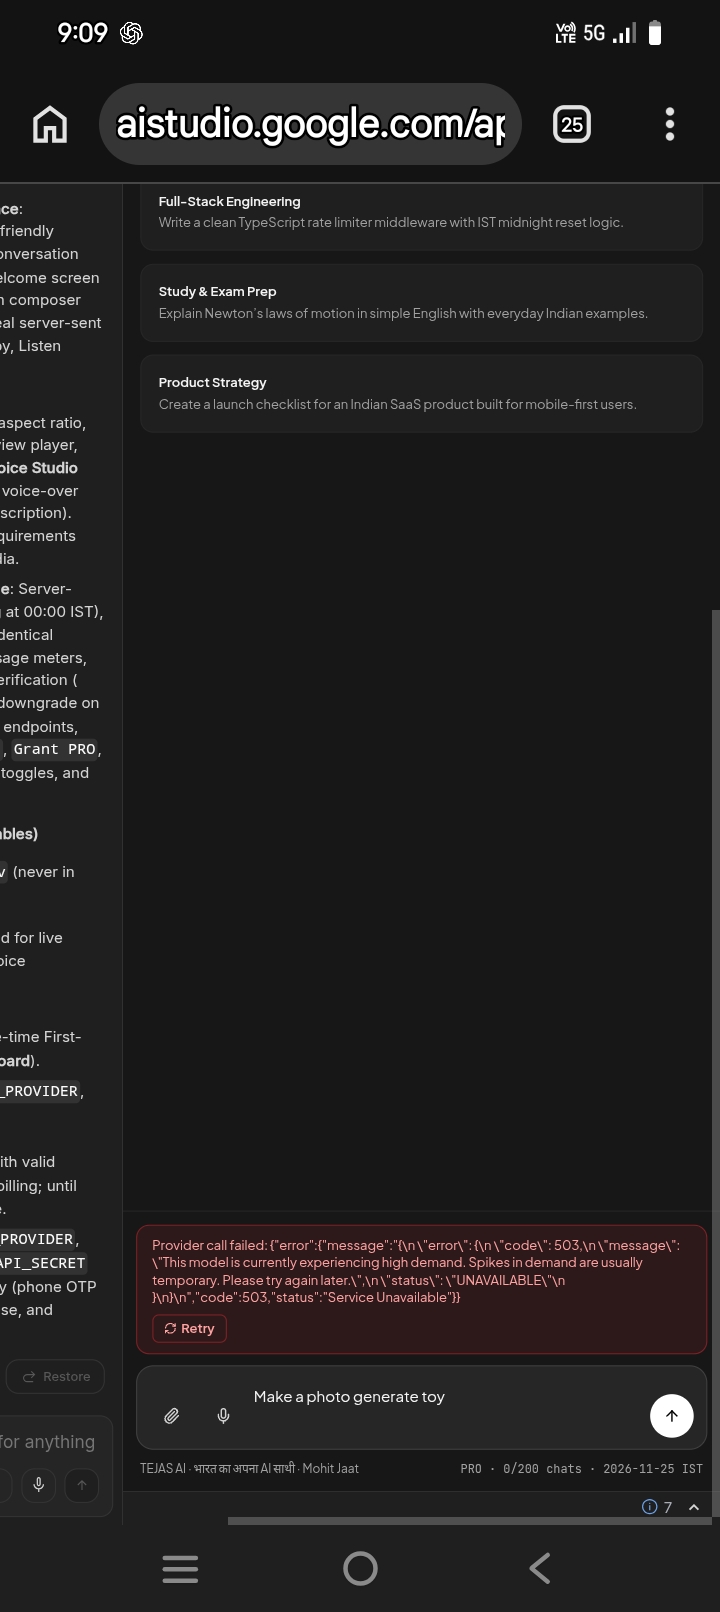 9:09
Vo) LTE 5G
aistudio.google.com/ap
25
nce:
friendly
onversation
elcome screen
n composer
eal server-sent
py, Listen
aspect ratio,
view player,
oice Studio
voice-over
scription).
quirements
dia.
e: Server-
g at 00:00 IST),
dentical
sage meters,
erification (
downgrade on
endpoints,
, Grant PRO,
toggles, and
ables)
v (never in
d for live
oice
e-time First-
oard).
_PROVIDER,
ith valid
billing; until
e.
PROVIDER,
API_SECRET
y (phone OTP
se, and
Restore
for anything
Full-Stack Engineering
Write a clean TypeScript rate limiter middleware with IST midnight reset logic.
Study & Exam Prep
Explain Newton's laws of motion in simple English with everyday Indian examples.
Product Strategy
Create a launch checklist for an Indian SaaS product built for mobile-first users.
Provider call failed: {"error":{"message":"{\n \"error\": {\n \"code\": 503,\n \"message\":
\"This model is currently experiencing high demand. Spikes in demand are usually
temporary. Please try again later.\",\n \"status\": \"UNAVAILABLE\"\n
}\n}\n","code":503,"status":"Service Unavailable"}}
Retry
Make a photo generate toy
TEJAS AI · भारत का अपना AI साथी · Mohit Jaat
PRO · 0/200 chats · 2026-11-25 IST
7